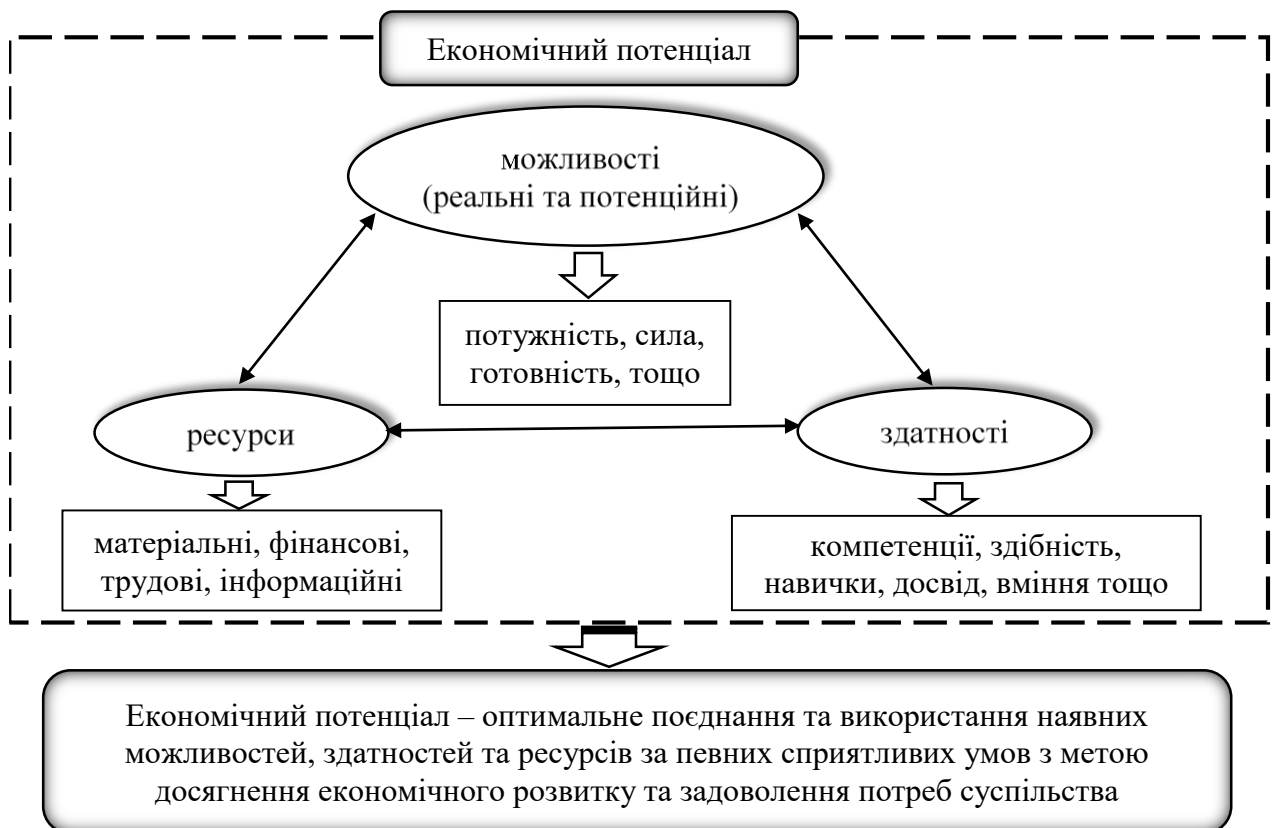 Економічний потенціал
можливості
(реальні та потенційні)
потужність, сила,
готовність, тощо
ресурси
здатності
матеріальні, фінансові,
трудові, інформаційні
компетенції, здібність,
навички, досвід, вміння тощо
Економічний потенціал – оптимальне поєднання та використання наявних
можливостей, здатностей та ресурсів за певних сприятливих умов з метою
досягнення економічного розвитку та задоволення потреб суспільства